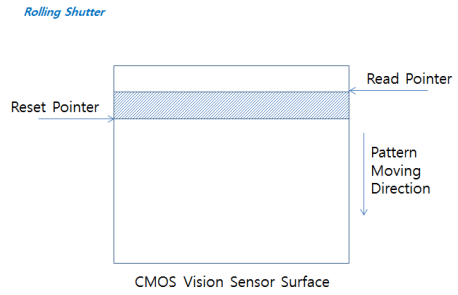 Rolling Shutter
Read Pointer
Reset Pointer
Pattern
Moving
Direction
CMOS Vision Sensor Surface